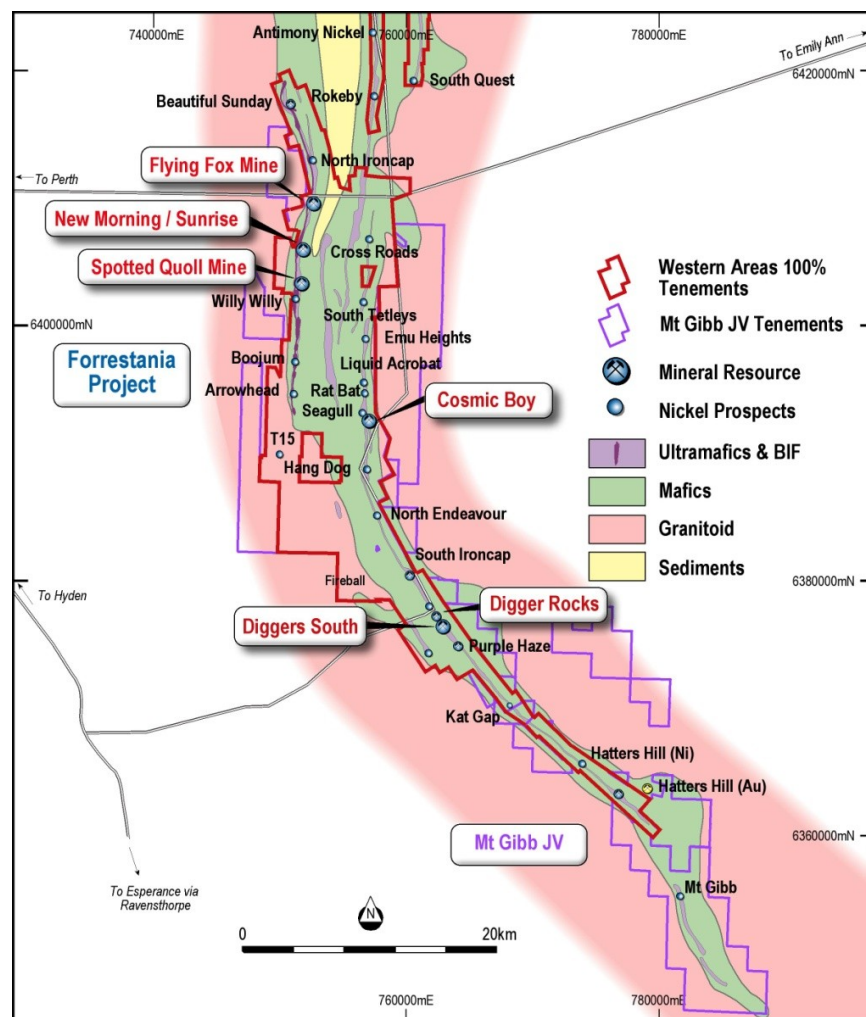 740000mE
760000mE
780000mE
Antimony Nickel
To Emily Ann
6420000mN
South Quest
Beautiful Sunday
Rokeby
Flying Fox Mine
North Ironcap
To Perth
New Morning / Sunrise
Cross Roads
Spotted Quoll Mine
Willy Willy
South Tetleys
6400000mN
Emu Heights
Forrestania
Project
Boojum
Liquid Acrobat
Arrowhead
Rat Bat
Seagull
Cosmic Boy
T15
Hang Dog
North Endeavour
South Ironcap
Fireball
6380000mN
To Hyden
Digger Rocks
Diggers South
Purple Haze
Kat Gap
Hatters Hill (Ni)
Hatters Hill (Au)
Mt Gibb JV
6360000mN
To Esperance via
Ravensthorpe
Mt Gibb
N
0
20km
760000mE
780000mE
Western Areas 100%
Tenements
Mt Gibb JV Tenements
Mineral Resource
Nickel Prospects
Ultramafics & BIF
Mafics
Granitoid
Sediments